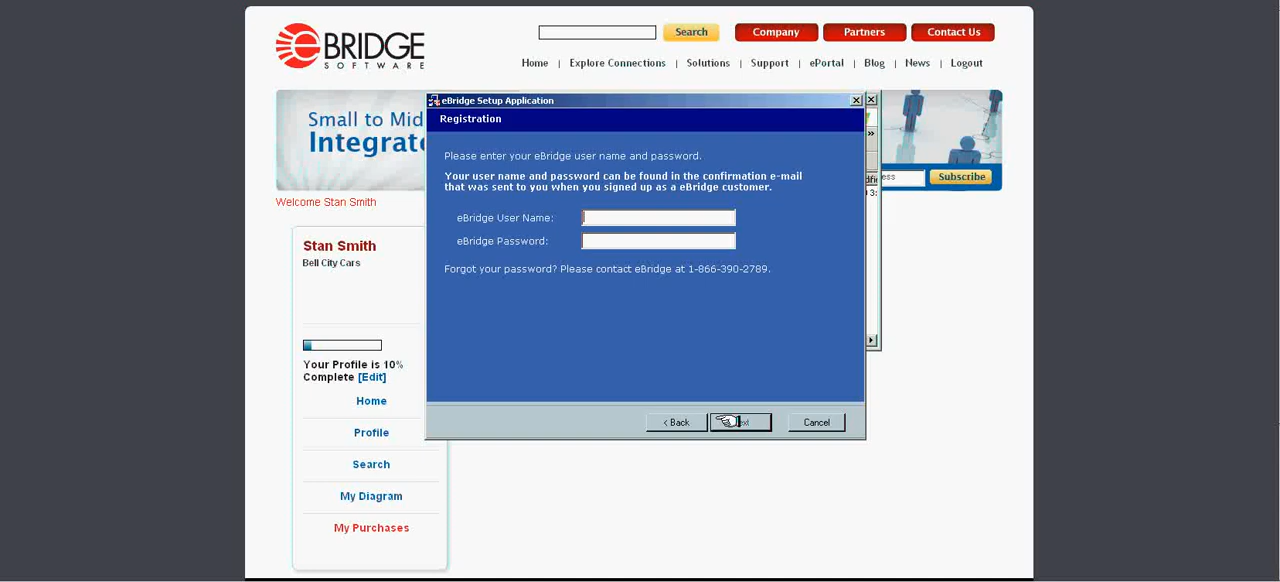 eBRIDGE
SOFTWARE
Search
Company
Partners
Contact Us
Home | Explore Connections | Solutions | Support | ePortal | Blog | News | Logout
Small to Mid
Integrate
Subscribe
Welcome Stan Smith
Stan Smith
Bell City Cars
Your Profile is 10%
Complete [Edit]
Home
Profile
Search
My Diagram
My Purchases
eBridge Setup Application
Registration
Please enter your eBridge user name and password.
Your user name and password can be found in the confirmation e-mail
that was sent to you when you signed up as a eBridge customer.
eBridge User Name:
eBridge Password:
Forgot your password? Please contact eBridge at 1-866-390-2789.
< Back
Cancel